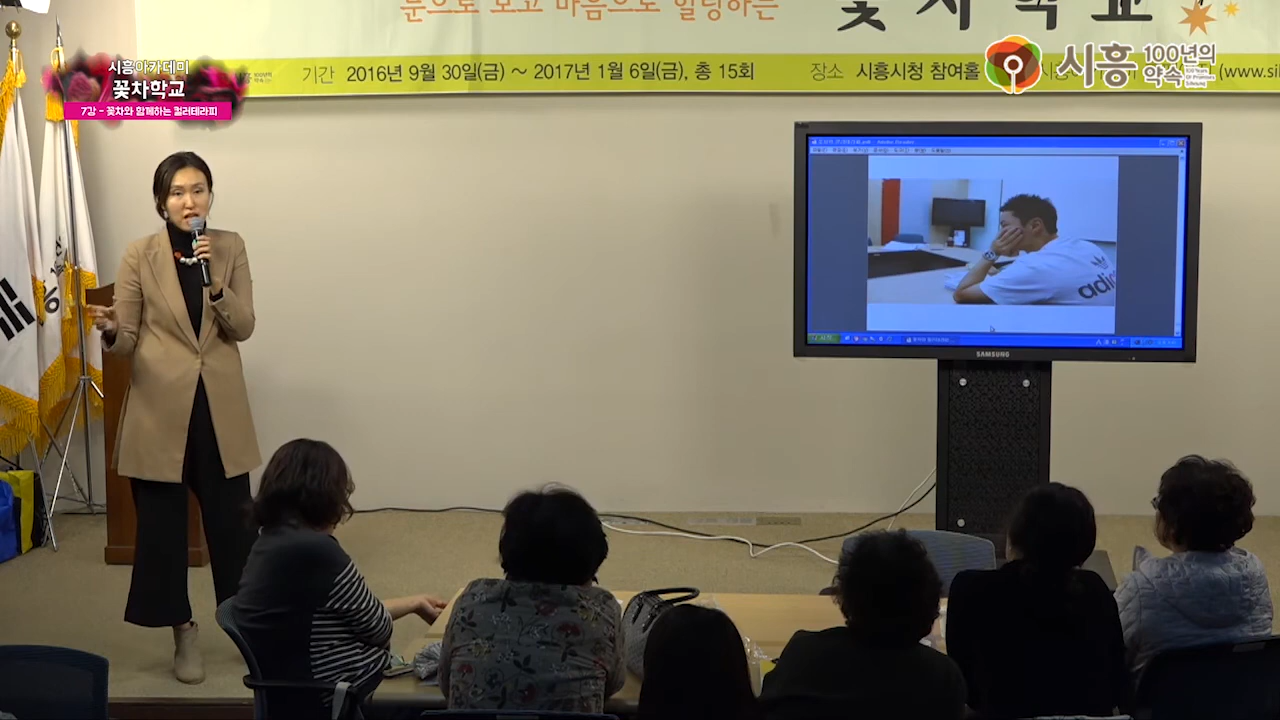 눈으로 보고 마음으로 힐링하는
꽃차학교
기간 2016년 9월 30일(금) ~ 2017년 1월 6일(금), 총 15회
장소 시흥시청 참여홀
(www.si
시흥아카데미
꽃차학교
7강 - 꽃차와 함께하는 컬러테라피
시흥 100년의
약속
adid
SAMSUNG